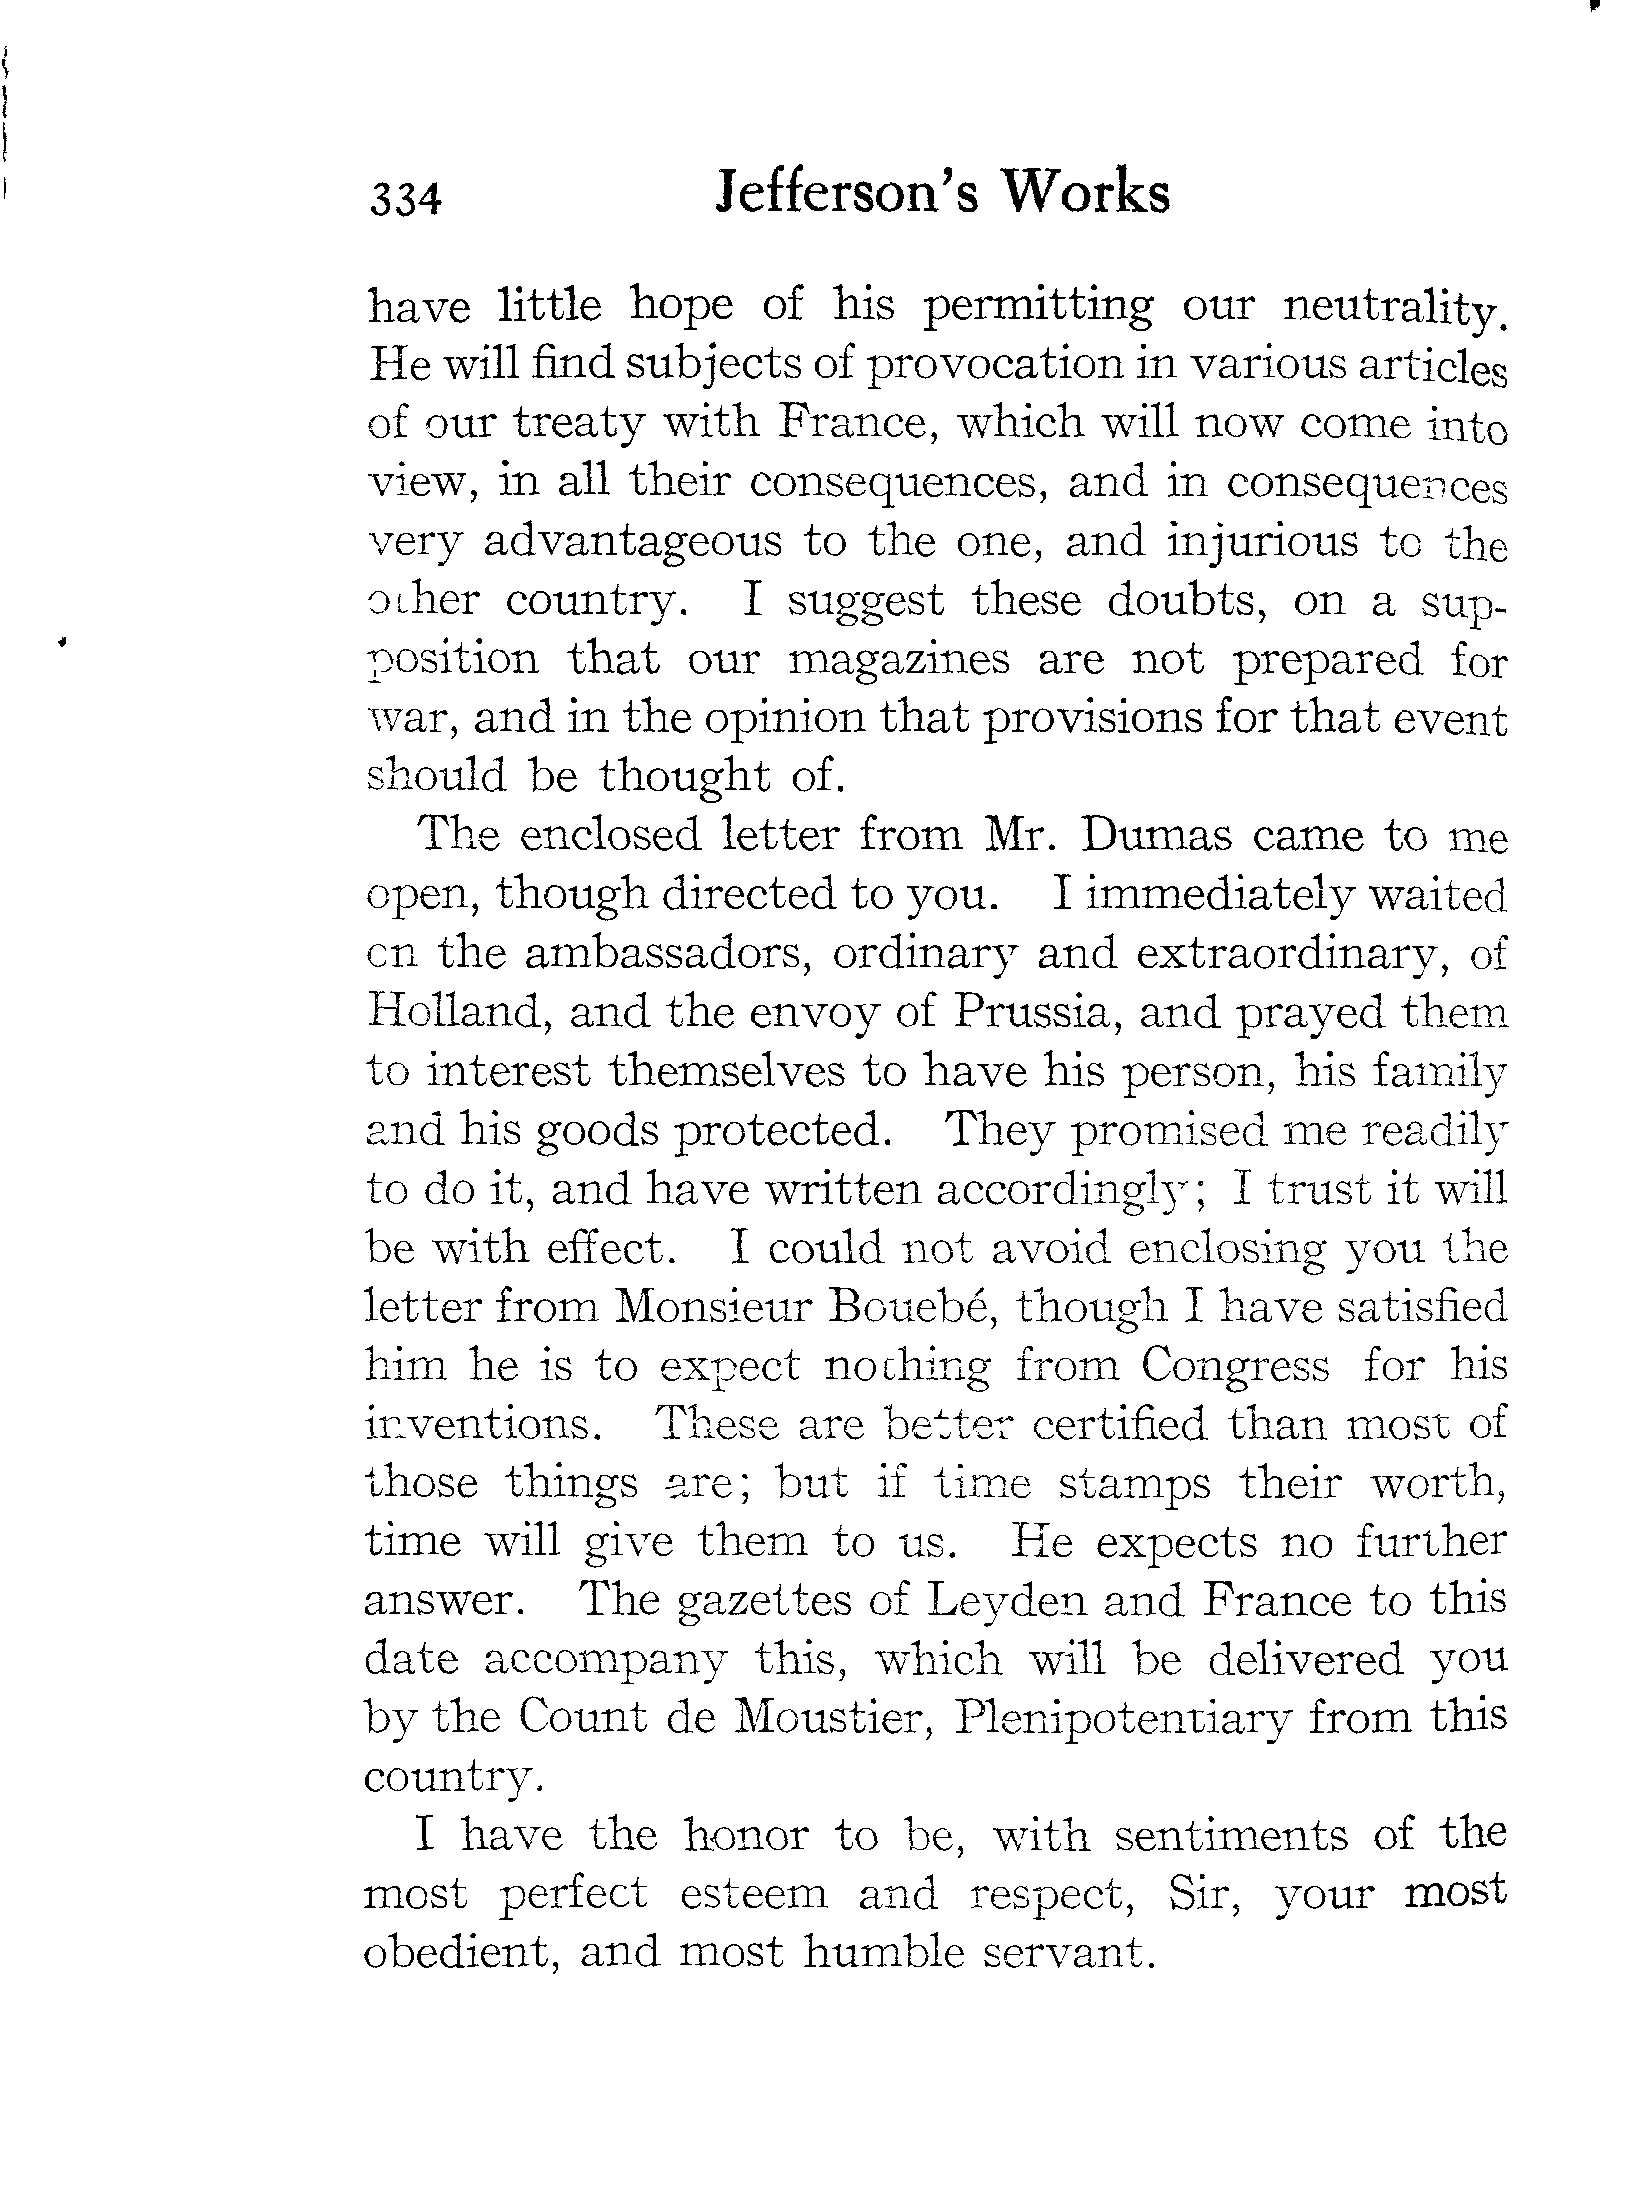 334 Jefferson's Works
have little hope of his permitting our neutrality.
He will find subjects of provocation in various articles
of our treaty with France, which will now come into
view, in all their consequences, and in consequences
very advantageous to the one, and injurious to the
other country. I suggest these doubts, on a sup-
position that our magazines are not prepared for
war, and in the opinion that provisions for that event
should be thought of.
The enclosed letter from Mr. Dumas came to me
open, though directed to you. I immediately waited
on the ambassadors, ordinary and extraordinary, of
Holland, and the envoy of Prussia, and prayed them
to interest themselves to have his person, his family
and his goods protected. They promised me readily
to do it, and have written accordingly; I trust it will
be with effect. I could not avoid enclosing you the
letter from Monsieur Bouebé, though I have satisfied
him he is to expect nothing from Congress for his
inventions. These are better certified than most of
those things are; but if time stamps their worth,
time will give them to us. He expects no further
answer. The gazettes of Leyden and France to this
date accompany this, which will be delivered you
by the Count de Moustier, Plenipotentiary from this
country.
I have the honor to be, with sentiments of the
most perfect esteem and respect, Sir, your most
obedient, and most humble servant.